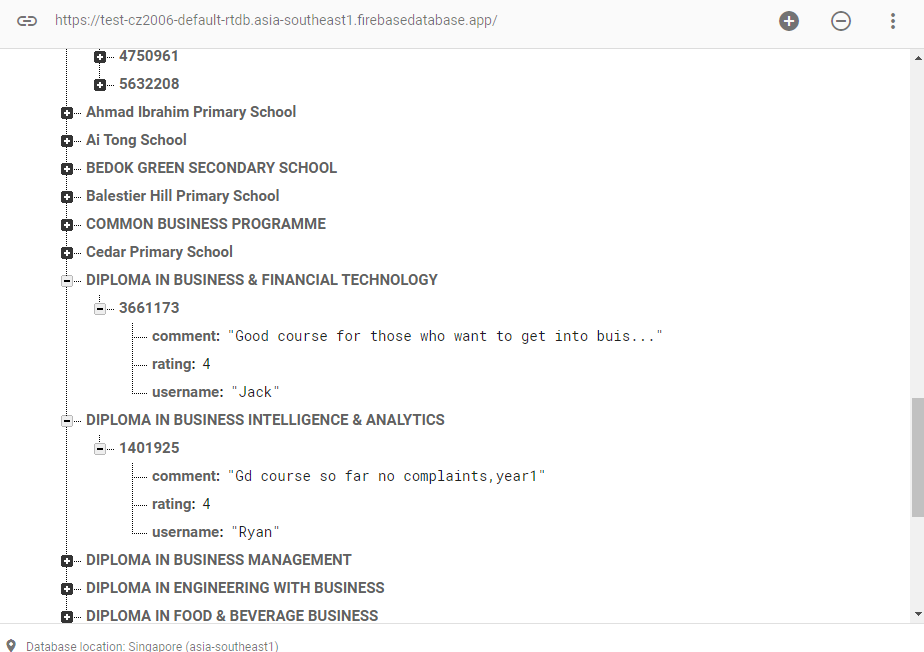 https://test-cz2006-default-rtdb.asia-southeast1.firebasedatabase.app/
4750961
5632208
Ahmad Ibrahim Primary School
Ai Tong School
BEDOK GREEN SECONDARY SCHOOL
Balestier Hill Primary School
COMMON BUSINESS PROGRAMME
Cedar Primary School
DIPLOMA IN BUSINESS & FINANCIAL TECHNOLOGY
3661173
comment: "Good course for those who want to get into buis..."
rating: 4
username: "Jack"
DIPLOMA IN BUSINESS INTELLIGENCE & ANALYTICS
1401925
comment: "Gd course so far no complaints,year1"
rating: 4
username: "Ryan"
DIPLOMA IN BUSINESS MANAGEMENT
DIPLOMA IN ENGINEERING WITH BUSINESS
DIPLOMA IN FOOD & BEVERAGE BUSINESS
Database location: Singapore (asia-southeast1)